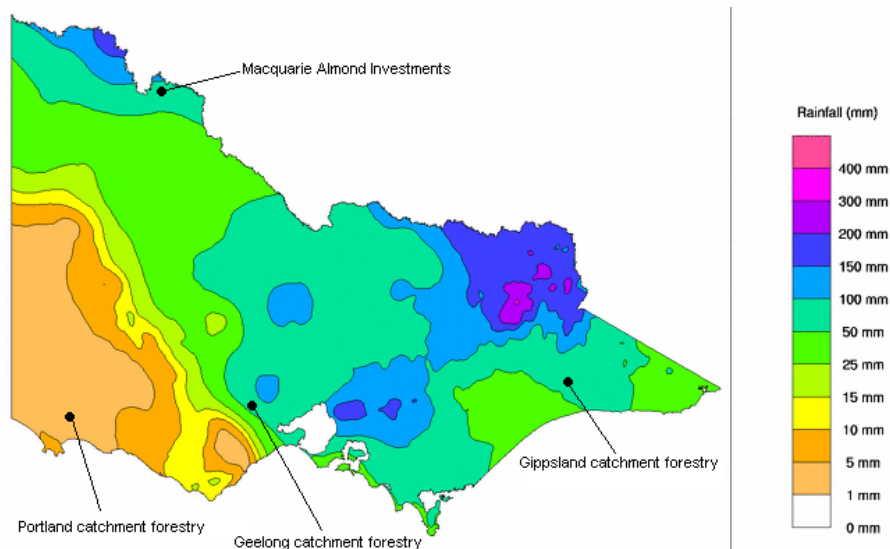 Macquarie Almond Investments
Rainfall (mm)
400 mm
300 mm
200 mm
150 mm
100 mm
50 mm
25 mm
15 mm
10 mm
5 mm
1 mm
0 mm
Gippsland catchment forestry
Portland catchment forestry
Geelong catchment forestry